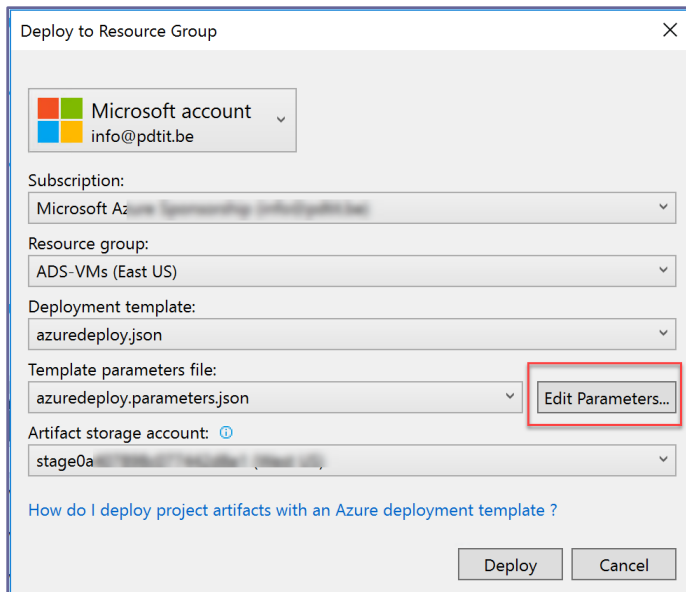 Deploy to Resource Group
Microsoft account
info@pdtit.be
Subscription:
Microsoft Az
Resource group:
ADS-VMs (East US)
Deployment template:
azuredeploy.json
Template parameters file:
azuredeploy.parameters.json
Edit Parameters...
Artifact storage account:
stage0a
How do I deploy project artifacts with an Azure deployment template ?
Deploy
Cancel